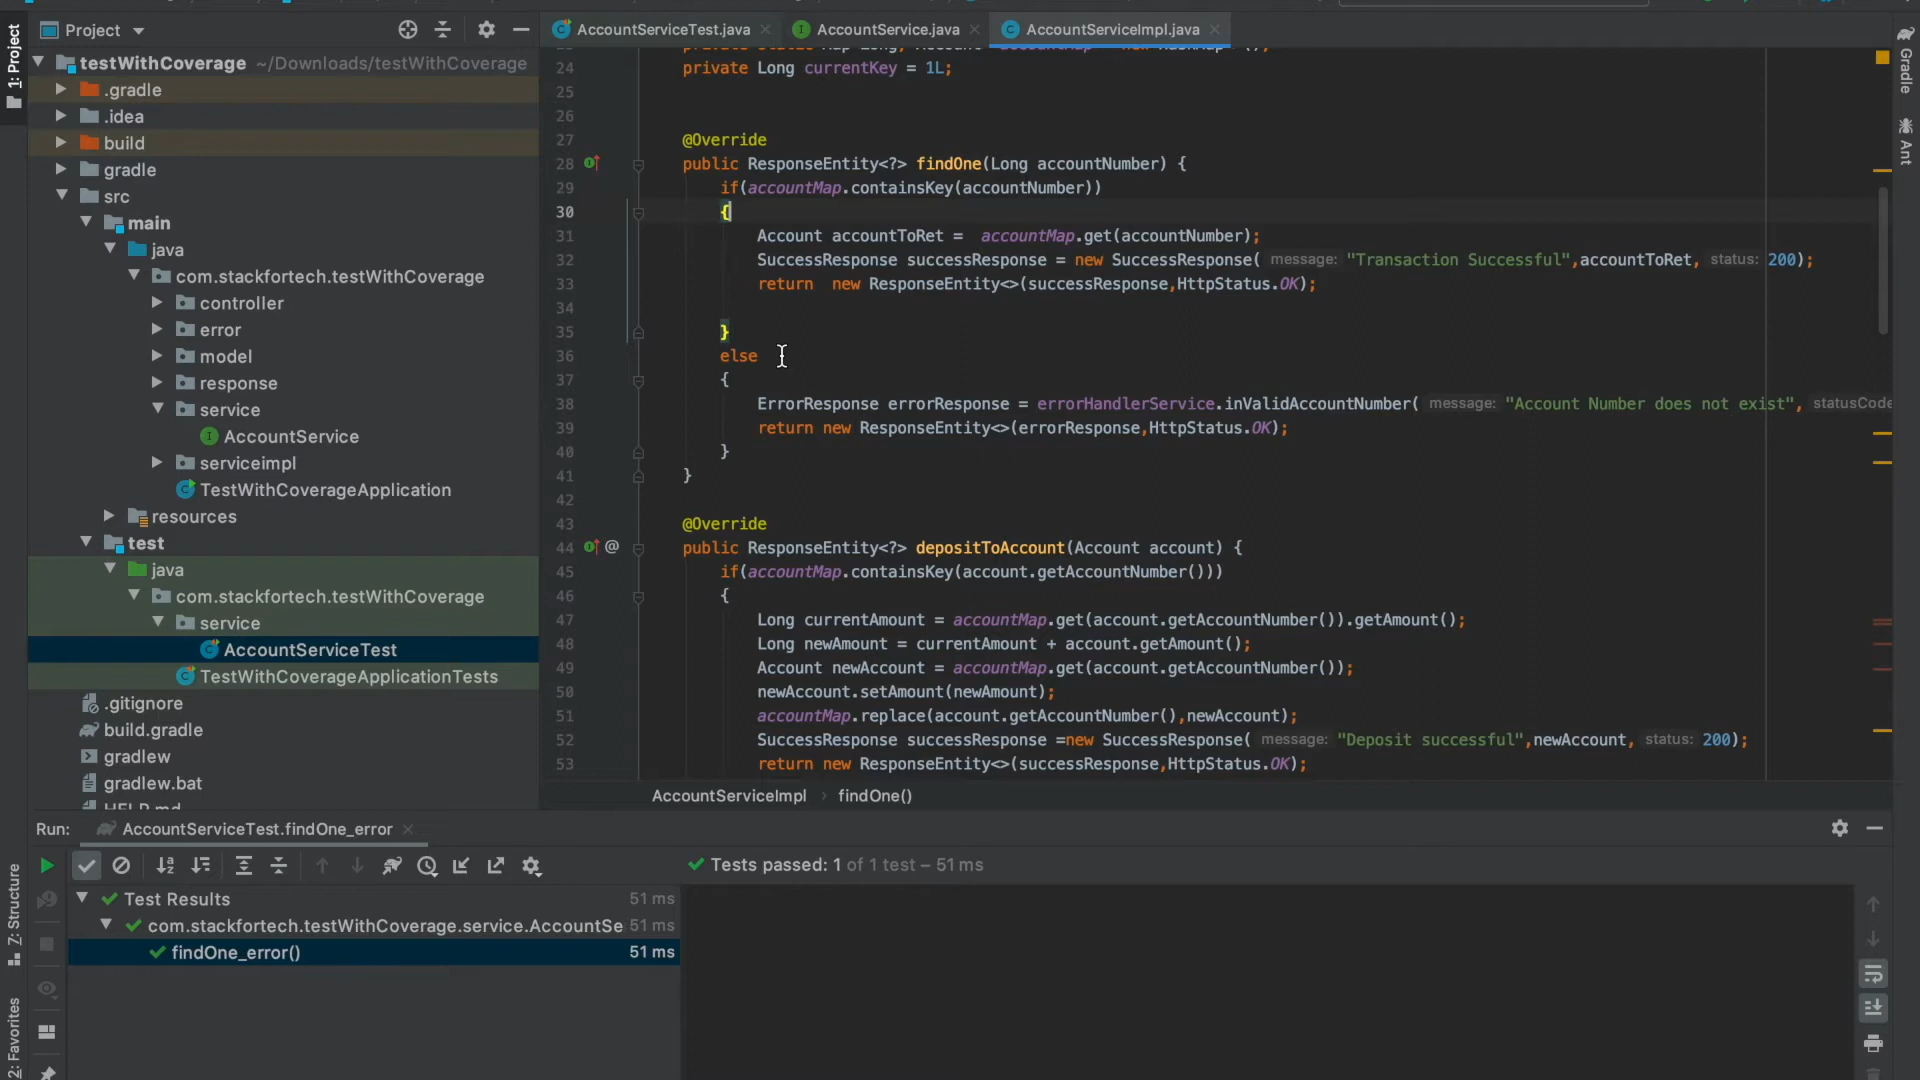 Project
testWithCoverage ~/Downloads/testWithCoverage
.gradle
.idea
build
gradle
src
main
java
com.stackfortech.testWithCoverage
controller
error
model
response
service
AccountService
serviceimpl
TestWithCoverageApplication
resources
test
java
com.stackfortech.testWithCoverage
service
AccountServiceTest
TestWithCoverageApplicationTests
.gitignore
build.gradle
gradlew
gradlew.bat
HELP.md
1: Project
Z: Structure
2: Favorites
AccountServiceTest.java
AccountService.java
AccountServiceImpl.java
24 private Long currentKey = 1L;
25
26
27 @Override
28 public ResponseEntity<?> findOne(Long accountNumber) {
29 if(accountMap.containsKey(accountNumber))
30 {
31 Account accountToRet = accountMap.get(accountNumber);
32 SuccessResponse successResponse = new SuccessResponse( message: "Transaction Successful",accountToRet, status: 200);
33 return new ResponseEntity<>(successResponse,HttpStatus.OK);
34
35 }
36 else
37 {
38 ErrorResponse errorResponse = errorHandlerService.inValidAccountNumber( message: "Account Number does not exist", statusCode
39 return new ResponseEntity<>(errorResponse,HttpStatus.OK);
40 }
41 }
42
43 @Override
44 @ public ResponseEntity<?> depositToAccount(Account account) {
45 if(accountMap.containsKey(account.getAccountNumber()))
46 {
47 Long currentAmount = accountMap.get(account.getAccountNumber()).getAmount();
48 Long newAmount = currentAmount + account.getAmount();
49 Account newAccount = accountMap.get(account.getAccountNumber());
50 newAccount.setAmount(newAmount);
51 accountMap.replace(account.getAccountNumber(),newAccount);
52 SuccessResponse successResponse =new SuccessResponse( message: "Deposit successful",newAccount, status: 200);
53 return new ResponseEntity<>(successResponse,HttpStatus.OK);
AccountServiceImpl › findOne()
Gradle
Ant
Run: AccountServiceTest.findOne_error
Tests passed: 1 of 1 test – 51 ms
Test Results 51 ms
com.stackfortech.testWithCoverage.service.AccountSe 51 ms
findOne_error() 51 ms